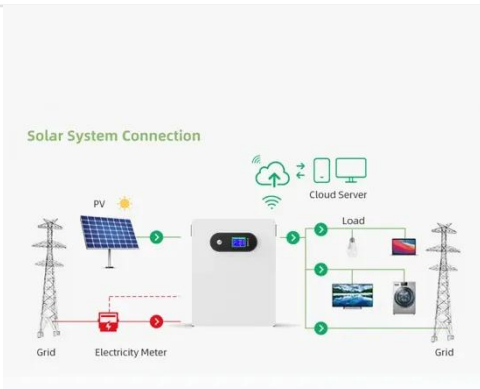 Solar System Connection
Cloud Server
PV
Load
Grid
Electricity Meter
Grid